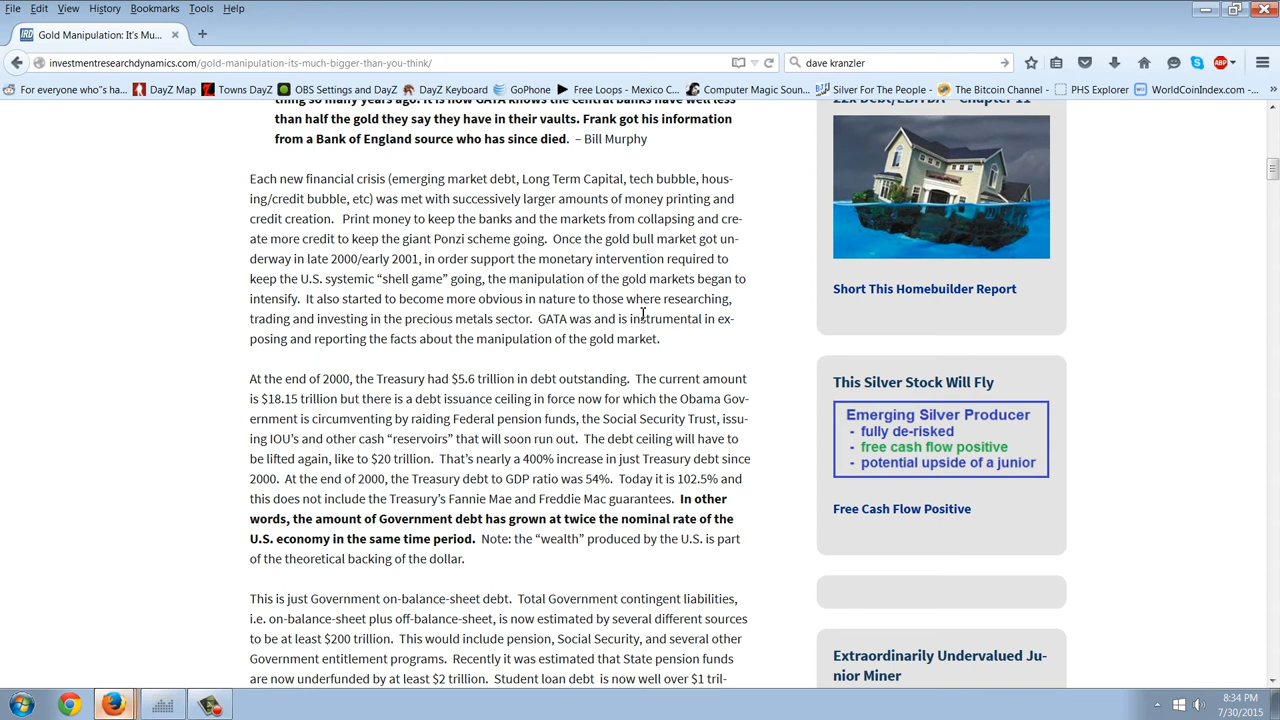 File Edit View History Bookmarks Tools Help
Gold Manipulation: It's Mu...
investmentresearchdynamics.com/gold-manipulation-its-much-bigger-than-you-think/
dave kranzler
For everyone who"s ha... DayZ Map Towns DayZ OBS Settings and DayZ DayZ Keyboard GoPhone Free Loops - Mexico C... Computer Magic Soun... Silver For The People - ... The Bitcoin Channel - PHS Explorer WorldCoinIndex.com -...
thing so many years ago. It is now GATA knows the central banks have well less
than half the gold they say they have in their vaults. Frank got his information
from a Bank of England source who has since died. – Bill Murphy
Each new financial crisis (emerging market debt, Long Term Capital, tech bubble, hous-
ing/credit bubble, etc) was met with successively larger amounts of money printing and
credit creation. Print money to keep the banks and the markets from collapsing and cre-
ate more credit to keep the giant Ponzi scheme going. Once the gold bull market got un-
derway in late 2000/early 2001, in order support the monetary intervention required to
keep the U.S. systemic “shell game” going, the manipulation of the gold markets began to
intensify. It also started to become more obvious in nature to those where researching,
trading and investing in the precious metals sector. GATA was and is instrumental in ex-
posing and reporting the facts about the manipulation of the gold market.
At the end of 2000, the Treasury had $5.6 trillion in debt outstanding. The current amount
is $18.15 trillion but there is a debt issuance ceiling in force now for which the Obama Gov-
ernment is circumventing by raiding Federal pension funds, the Social Security Trust, issu-
ing IOU’s and other cash “reservoirs” that will soon run out. The debt ceiling will have to
be lifted again, like to $20 trillion. That’s nearly a 400% increase in just Treasury debt since
2000. At the end of 2000, the Treasury debt to GDP ratio was 54%. Today it is 102.5% and
this does not include the Treasury’s Fannie Mae and Freddie Mac guarantees. In other
words, the amount of Government debt has grown at twice the nominal rate of the
U.S. economy in the same time period. Note: the “wealth” produced by the U.S. is part
of the theoretical backing of the dollar.
This is just Government on-balance-sheet debt. Total Government contingent liabilities,
i.e. on-balance-sheet plus off-balance-sheet, is now estimated by several different sources
to be at least $200 trillion. This would include pension, Social Security, and several other
Government entitlement programs. Recently it was estimated that State pension funds
are now underfunded by at least $2 trillion. Student loan debt is now well over $1 tril-
22x Debt/EBITDA – Chapter 11
Short This Homebuilder Report
This Silver Stock Will Fly
Emerging Silver Producer
- fully de-risked
- free cash flow positive
- potential upside of a junior
Free Cash Flow Positive
Extraordinarily Undervalued Ju-
nior Miner
8:34 PM
7/30/2015